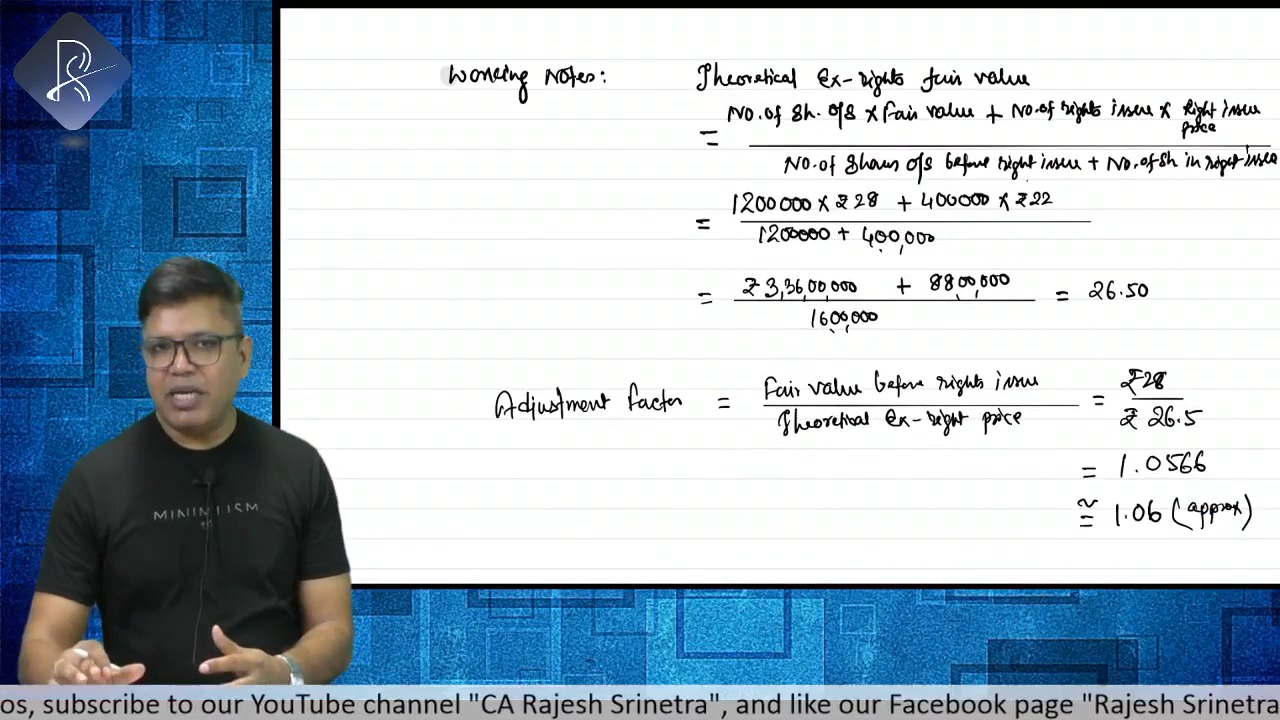 RS
Working Notes: Theoretical Ex-rights fair value
= No. of Sh. o/s x Fair value + No. of rights issue x Right issue price
No. of Shares o/s before right issue + No. of Sh in right issue
= 1200000 x ₹28 + 400000 x ₹22
1200000 + 400,000
= ₹3,36,00,000 + 8800,000 = 26.50
1600,000
Adjustment factor = Fair value before rights issue = ₹28
Theoretical Ex-right price ₹ 26.5
= 1.0566
≅ 1.06 (approx)
MINIMLISM
os, subscribe to our YouTube channel "CA Rajesh Srinetra", and like our Facebook page "Rajesh Srinetra